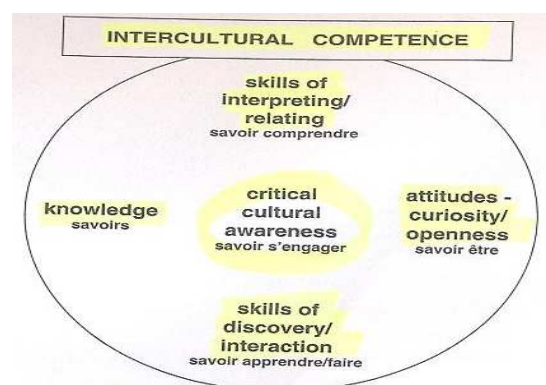 INTERCULTURAL COMPETENCE
skills of
interpreting/
relating
savoir comprendre
knowledge
savoirs
critical
cultural
awareness
savoir s'engager
attitudes -
curiosity/
openness
savoir être
skills of
discovery/
interaction
savoir apprendre/faire